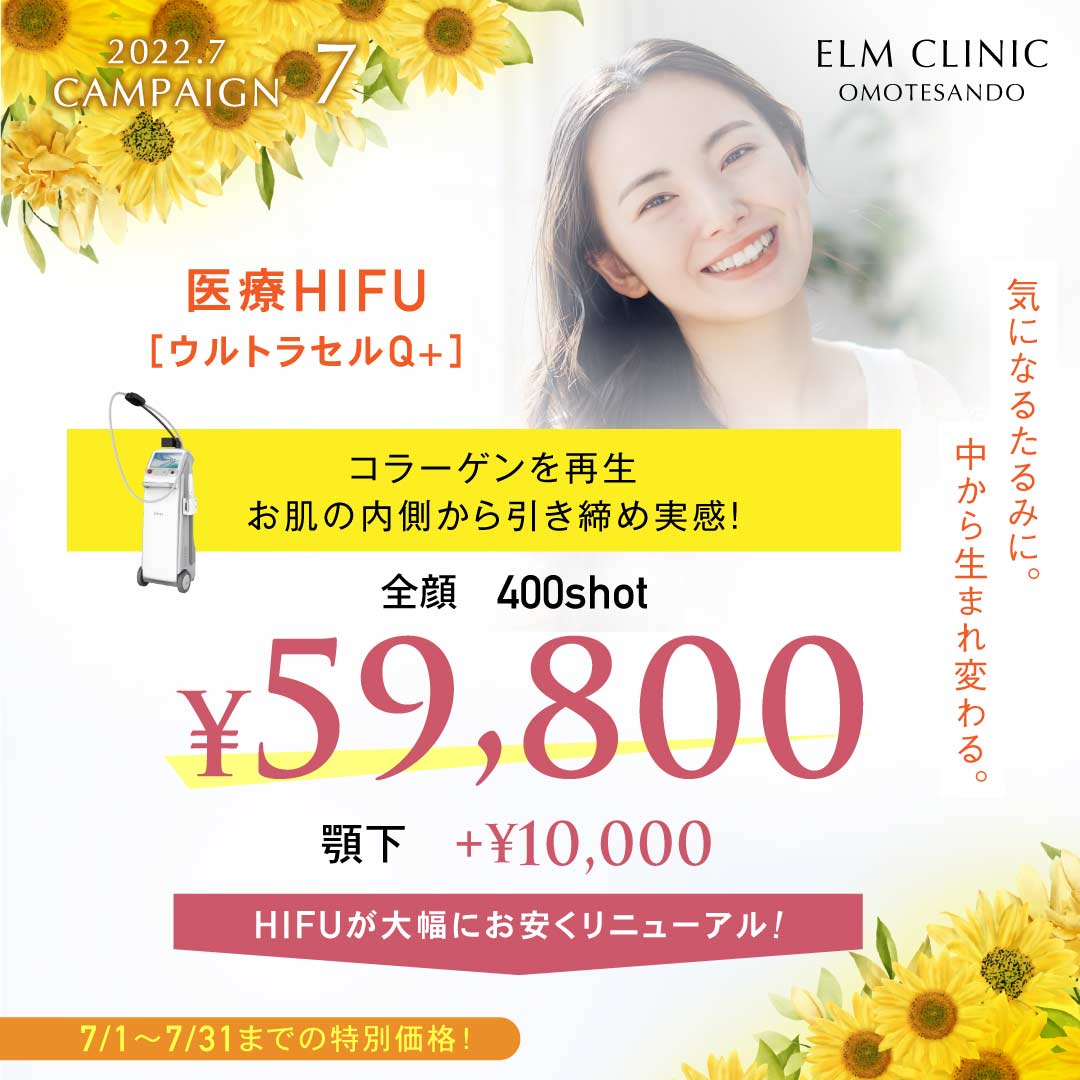 2022.7
CAMPAIGN 7
ELM CLINIC
OMOTESANDO
医療HIFU
[ウルトラセルQ+]
気になるたるみに。
中から生まれ変わる。
コラーゲンを再生
お肌の内側から引き締め実感!
全顔 400shot
¥59,800
顎下 +¥10,000
HIFUが大幅にお安くリニューアル!
7/1〜7/31までの特別価格!